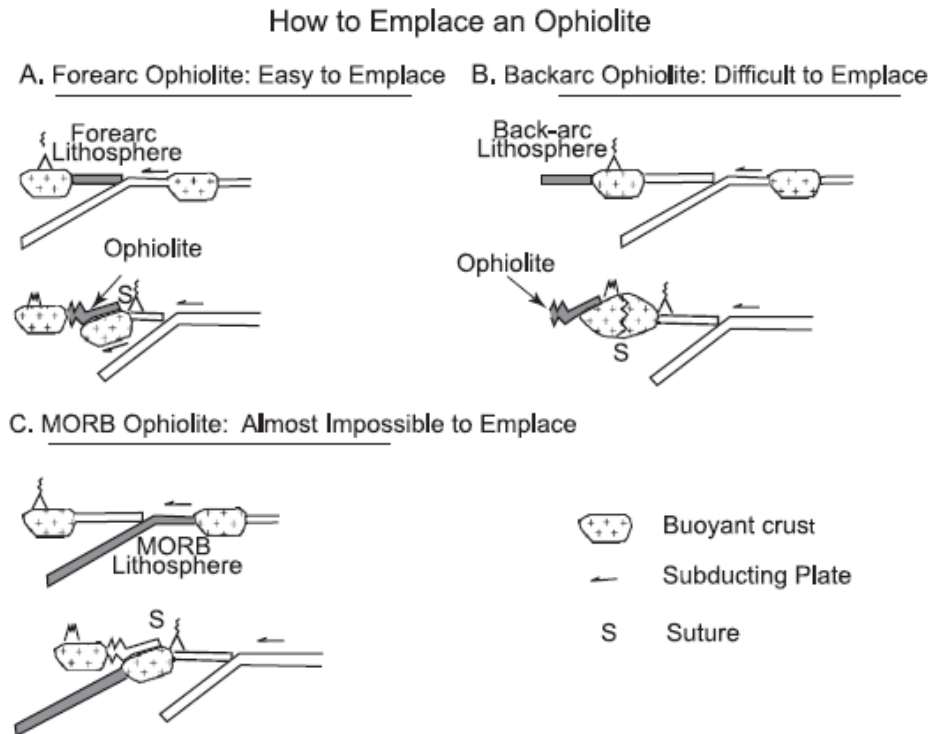 How to Emplace an Ophiolite
A. Forearc Ophiolite: Easy to Emplace
Forearc
Lithosphere
Ophiolite
S
B. Backarc Ophiolite: Difficult to Emplace
Back-arc
Lithosphere
Ophiolite
S
C. MORB Ophiolite: Almost Impossible to Emplace
MORB
Lithosphere
S
Buoyant crust
Subducting Plate
S Suture